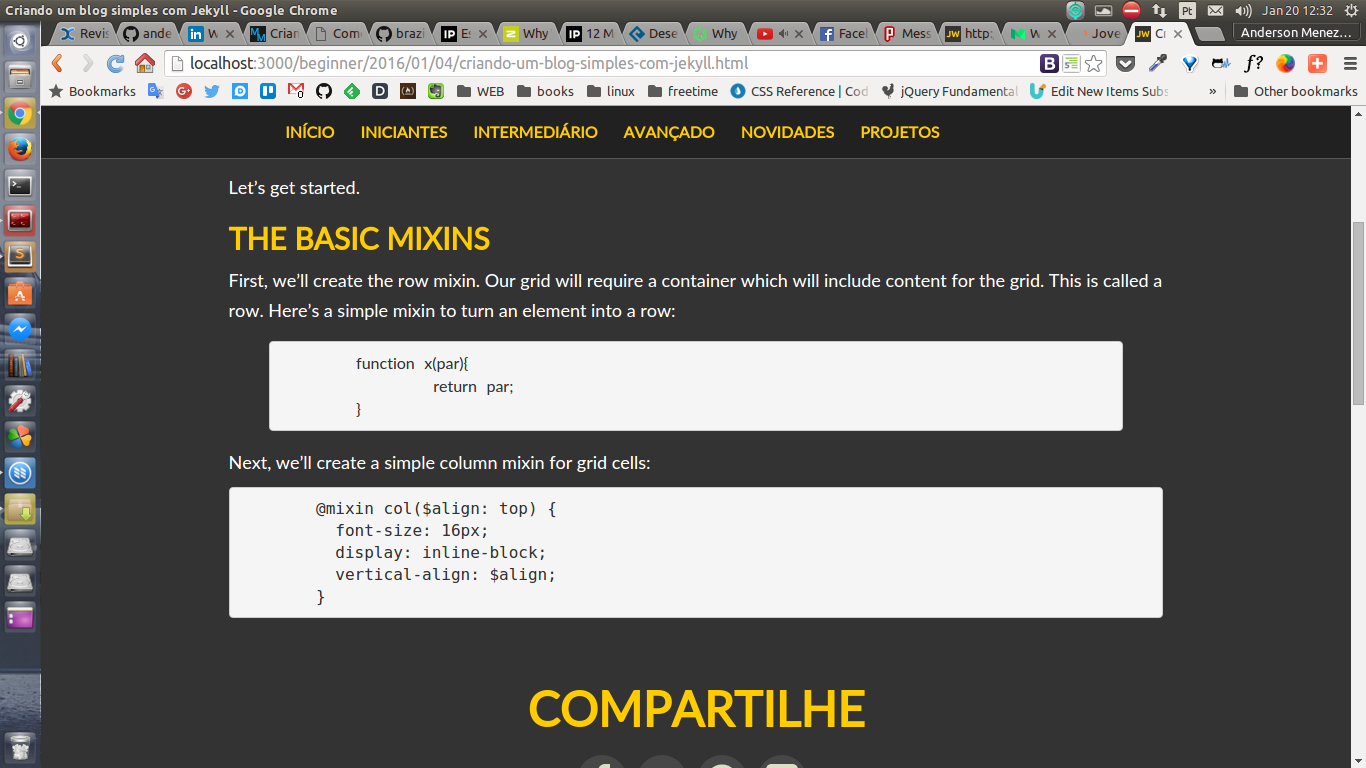 Criando um blog simples com Jekyll - Google Chrome
Pt
Jan 20 12:32
Revis
ande
W
Crian
Com
brazi
Es
Why
12 M
Dese
Why
Facel
Mess
http:
W
Jove
Cr
Anderson Menez...
localhost:3000/beginner/2016/01/04/criando-um-blog-simples-com-jekyll.html
B
f?
Bookmarks
WEB
books
linux
freetime
CSS Reference | Cod
jQuery Fundamental
Edit New Items Subs
»
Other bookmarks
INÍCIO
INICIANTES
INTERMEDIÁRIO
AVANÇADO
NOVIDADES
PROJETOS
Let's get started.
THE BASIC MIXINS
First, we'll create the row mixin. Our grid will require a container which will include content for the grid. This is called a
row. Here's a simple mixin to turn an element into a row:
function x(par){
return par;
}
Next, we'll create a simple column mixin for grid cells:
@mixin col($align: top) {
font-size: 16px;
display: inline-block;
vertical-align: $align;
}
COMPARTILHE